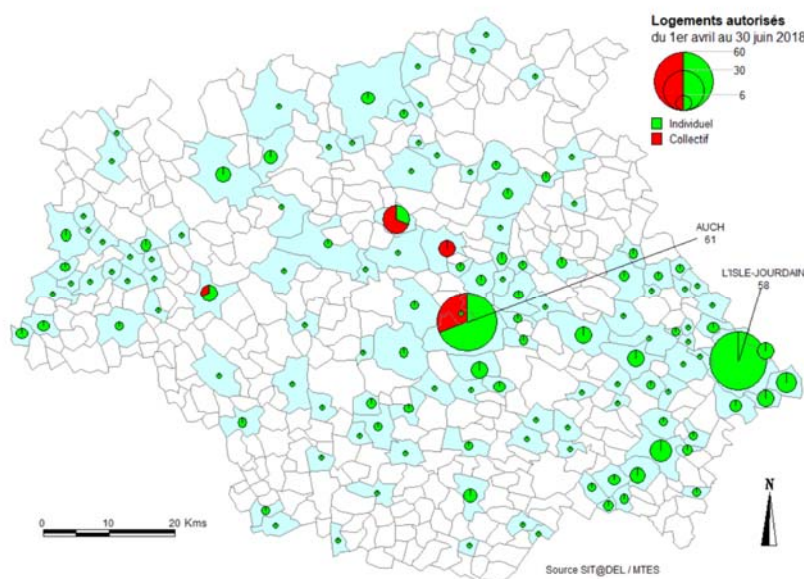 Logements autorisés
du 1er avril au 30 juin 2018
60
30
6
Individuel
Collectif
AUCH
61
L'ISLE-JOURDAIN
58
N
0 10 20 Kms
Source SIT@DEL / MTES